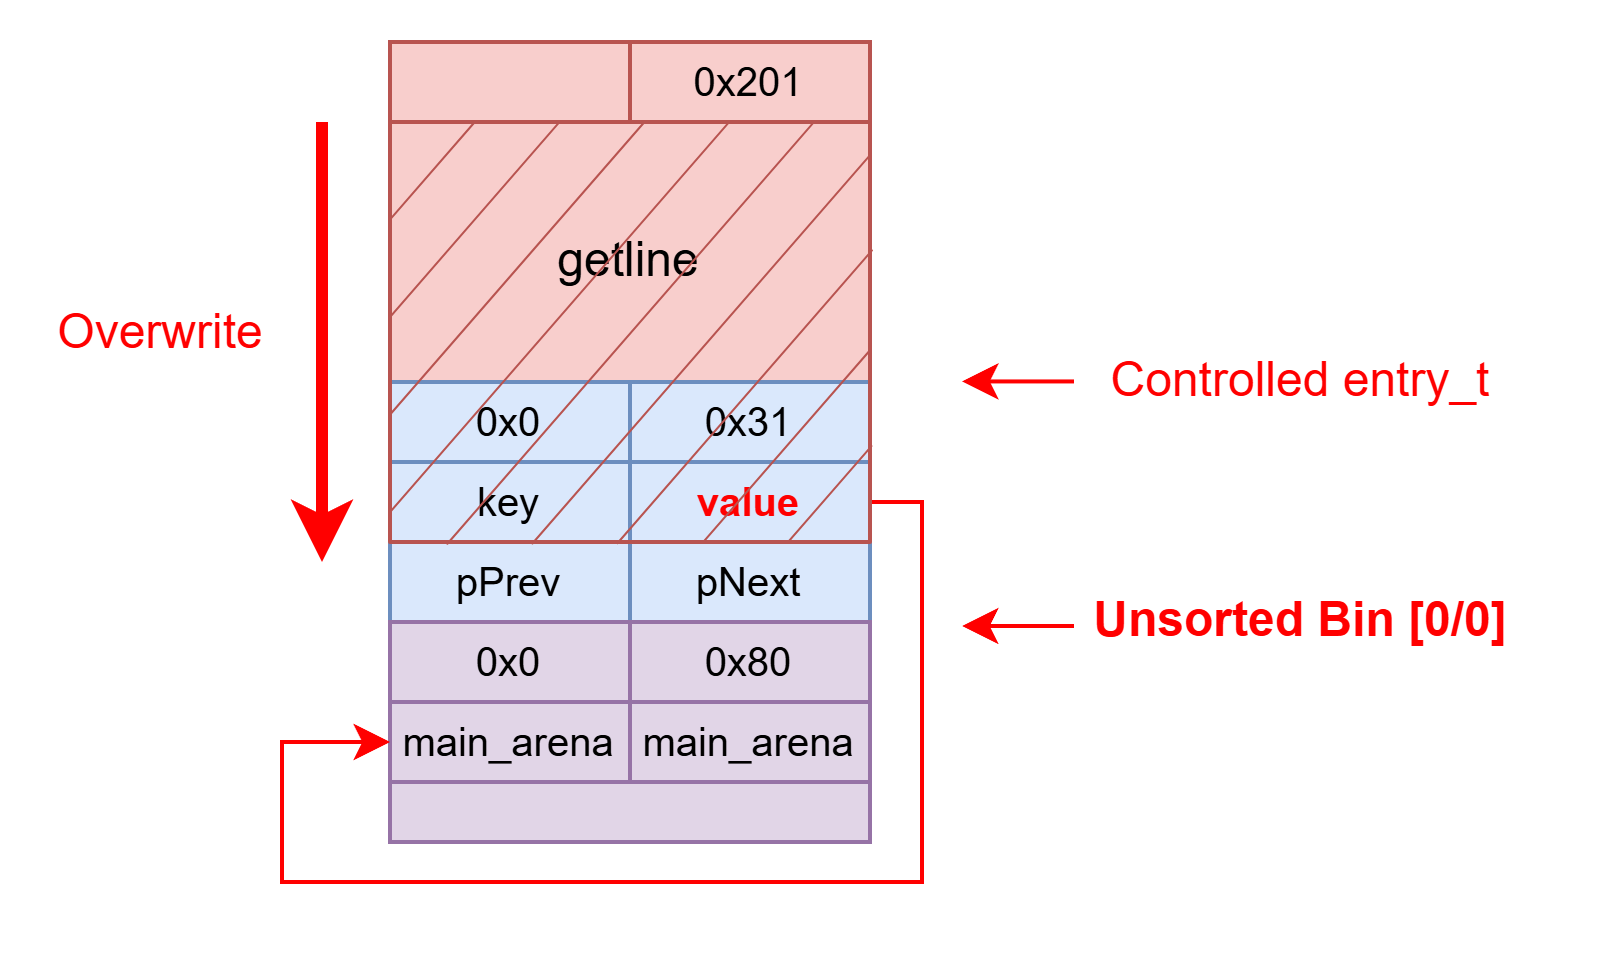 0x201
getline
Overwrite
Controlled entry_t
0x0 0x31
key value
pPrev pNext
Unsorted Bin [0/0]
0x0 0x80
main_arena main_arena